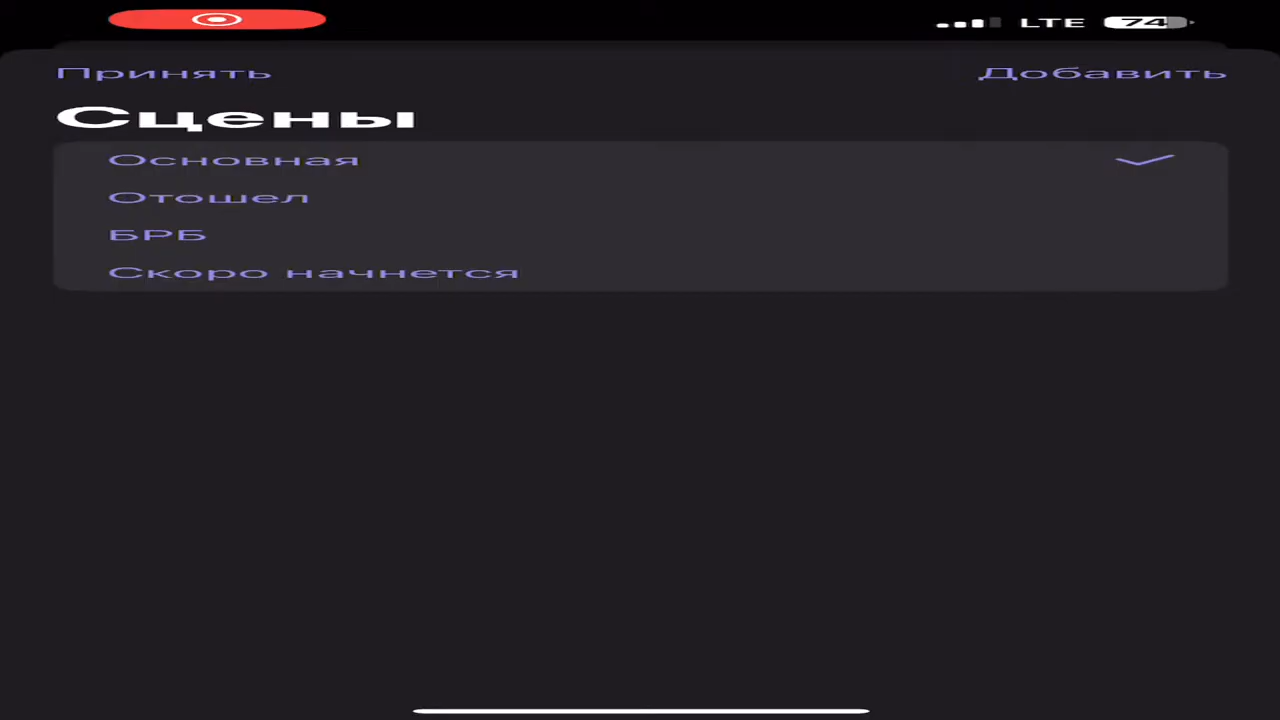 LTE 74
Принять Добавить
Сцены
Основная
Отошел
БРБ
Скоро начнется